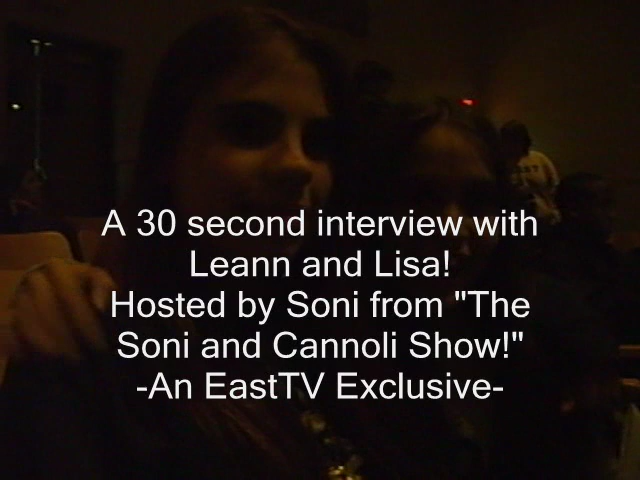 A 30 second interview with
Leann and Lisa!
Hosted by Soni from "The
Soni and Cannoli Show!"
-An EastTV Exclusive-